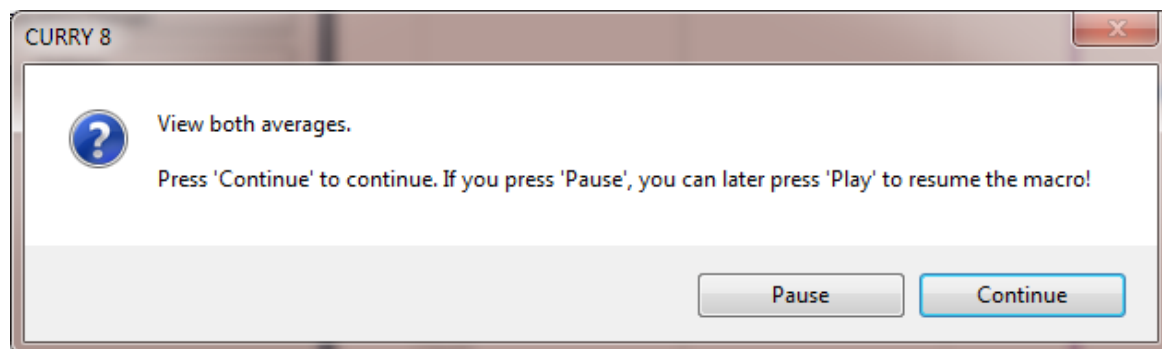 CURRY 8
View both averages.
Press 'Continue' to continue. If you press 'Pause', you can later press 'Play' to resume the macro!
Pause
Continue